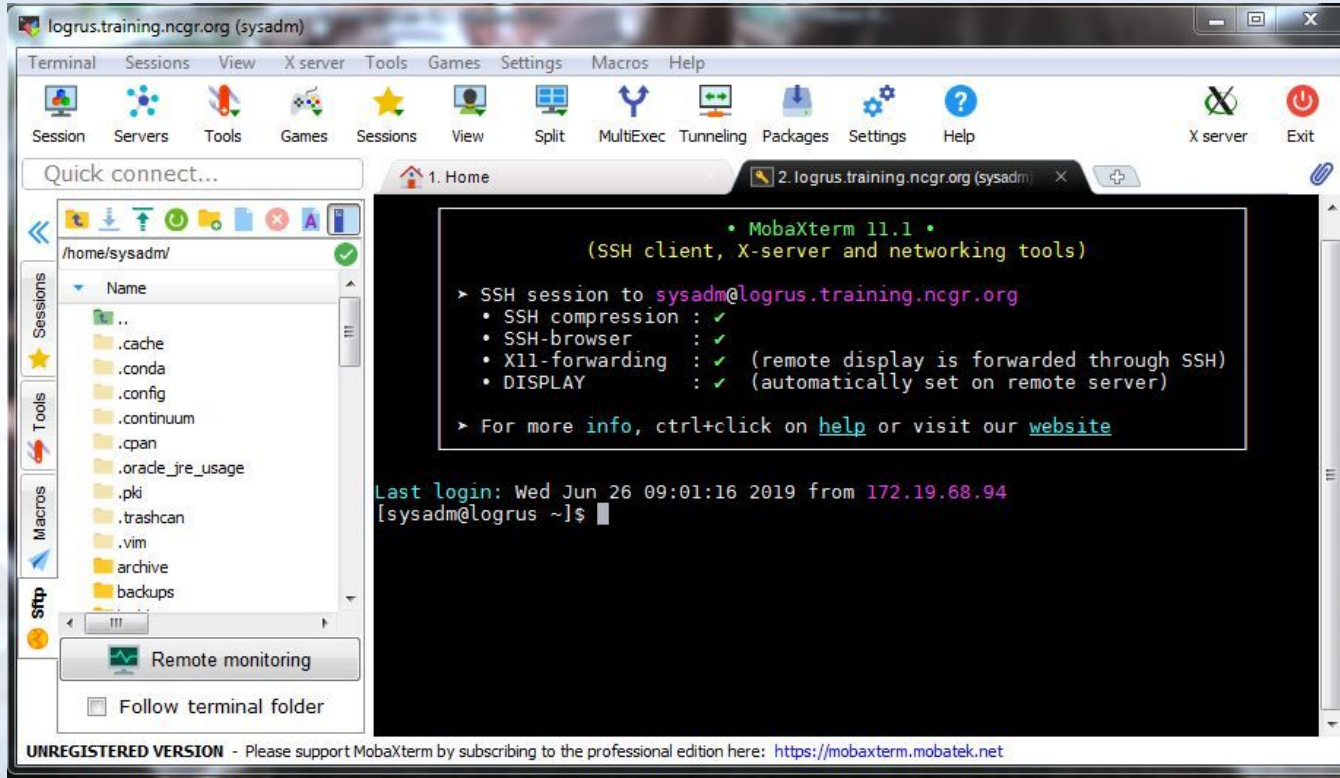 logrus.training.ncgr.org (sysadm)
Terminal Sessions View X server Tools Games Settings Macros Help
Session Servers Tools Games Sessions View Split MultiExec Tunneling Packages Settings Help X server Exit
Quick connect...
1. Home
2. logrus.training.ncgr.org (sysadm)
/home/sysadm/
Name
..
.cache
.conda
.config
.continuum
.cpan
.oracle_jre_usage
.pki
.trashcan
.vim
archive
backups
Sessions
Tools
Macros
Sftp
Remote monitoring
Follow terminal folder
• MobaXterm 11.1 •
(SSH client, X-server and networking tools)
➤ SSH session to sysadm@logrus.training.ncgr.org
• SSH compression : ✔
• SSH-browser : ✔
• X11-forwarding : ✔ (remote display is forwarded through SSH)
• DISPLAY : ✔ (automatically set on remote server)
➤ For more info, ctrl+click on help or visit our website
Last login: Wed Jun 26 09:01:16 2019 from 172.19.68.94
[sysadm@logrus ~]$
UNREGISTERED VERSION - Please support MobaXterm by subscribing to the professional edition here: https://mobaxterm.mobatek.net